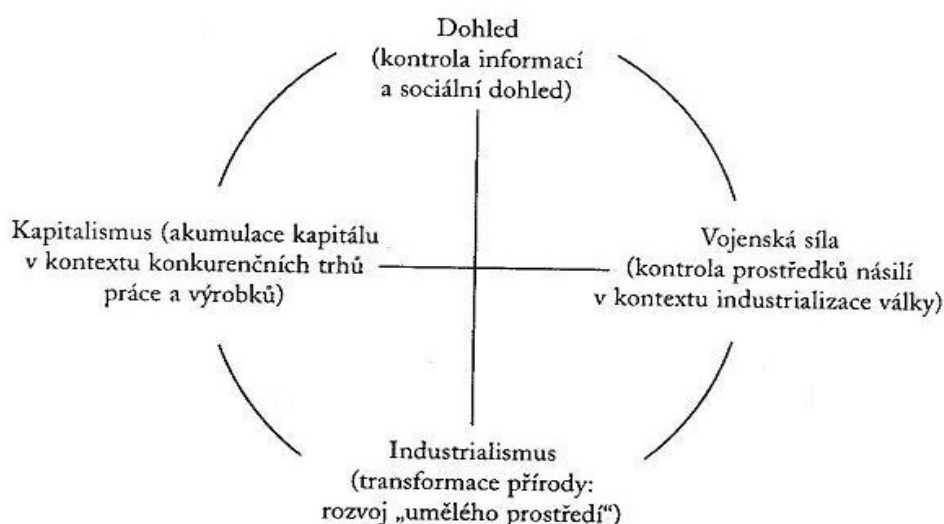 Dohled
(kontrola informací
a sociální dohled)
Kapitalismus (akumulace kapitálu
v kontextu konkurenčních trhů
práce a výrobků)
Vojenská síla
(kontrola prostředků násilí
v kontextu industrializace války)
Industrialismus
(transformace přírody:
rozvoj „umělého prostředí“)